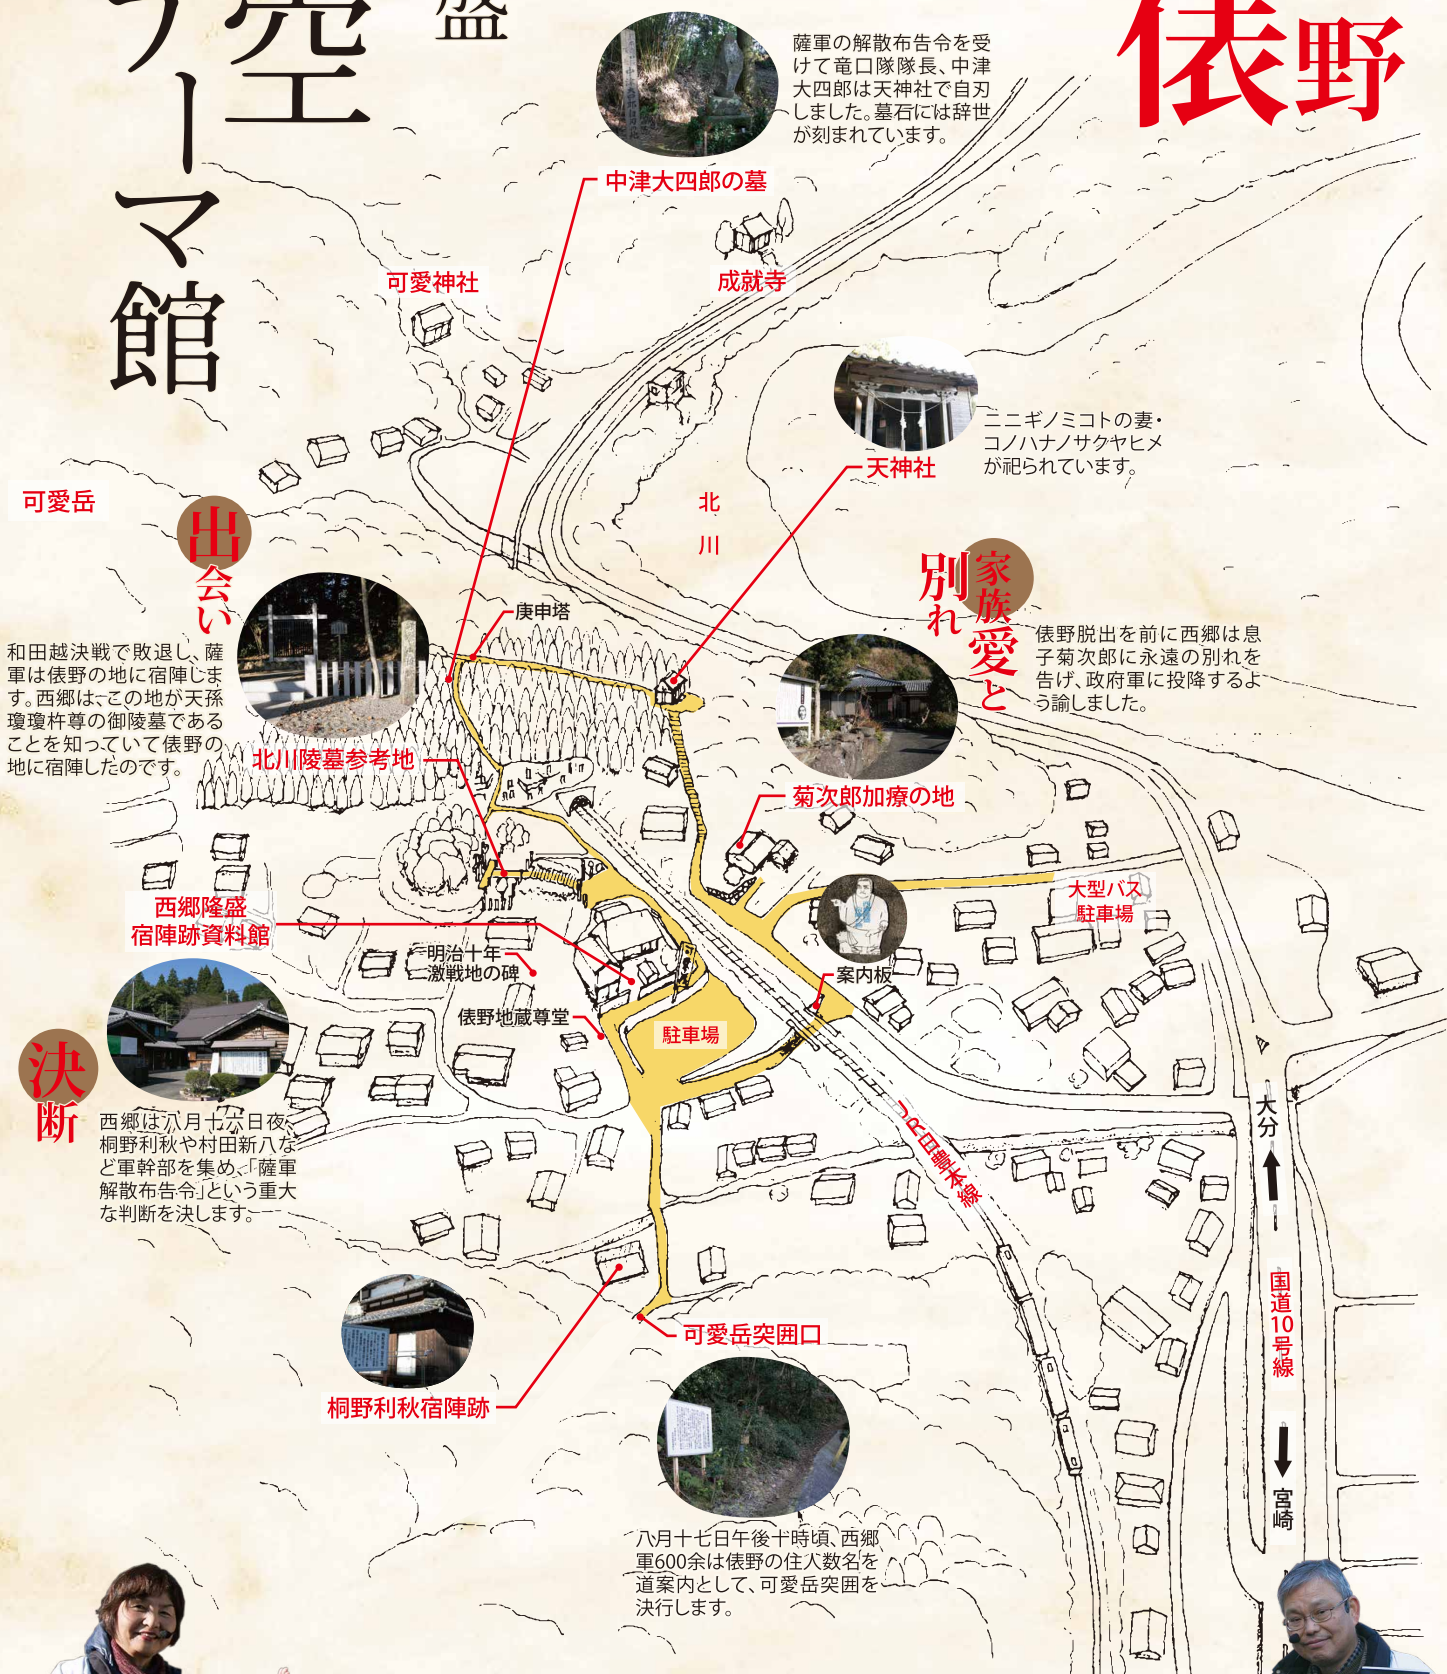 俵野
盛
空
ーマ館
薩軍の解散布告令を受
けて竜口隊隊長、中津
大四郎は天神社で自刃
しました。墓石には辞世
が刻まれています。
中津大四郎の墓
成就寺
可愛神社
ニニギノミコトの妻・
コノハナノサクヤヒメ
が祀られています。
天神社
北川
可愛岳
出会い
和田越決戦で敗退し、薩
軍は俵野の地に宿陣しま
す。西郷は、この地が天孫
瓊瓊杵尊の御陵墓である
ことを知っていて俵野の
地に宿陣したのです。
北川陵墓参考地
庚申塔
家族愛と
別れ
俵野脱出を前に西郷は息
子菊次郎に永遠の別れを
告げ、政府軍に投降するよ
う諭しました。
菊次郎加療の地
大型バス
駐車場
西郷隆盛
宿陣跡資料館
明治十年
激戦地の碑
俵野地蔵尊堂
駐車場
案内板
決断
西郷は八月十六日夜、
桐野利秋や村田新八な
ど軍幹部を集め、「薩軍
解散布告令」という重大
な判断を決します。
JR日豊本線
大分
国道10号線
宮崎
桐野利秋宿陣跡
可愛岳突囲口
八月十七日午後十時頃、西郷
軍600余は俵野の住人数名を
道案内として、可愛岳突囲を
決行します。